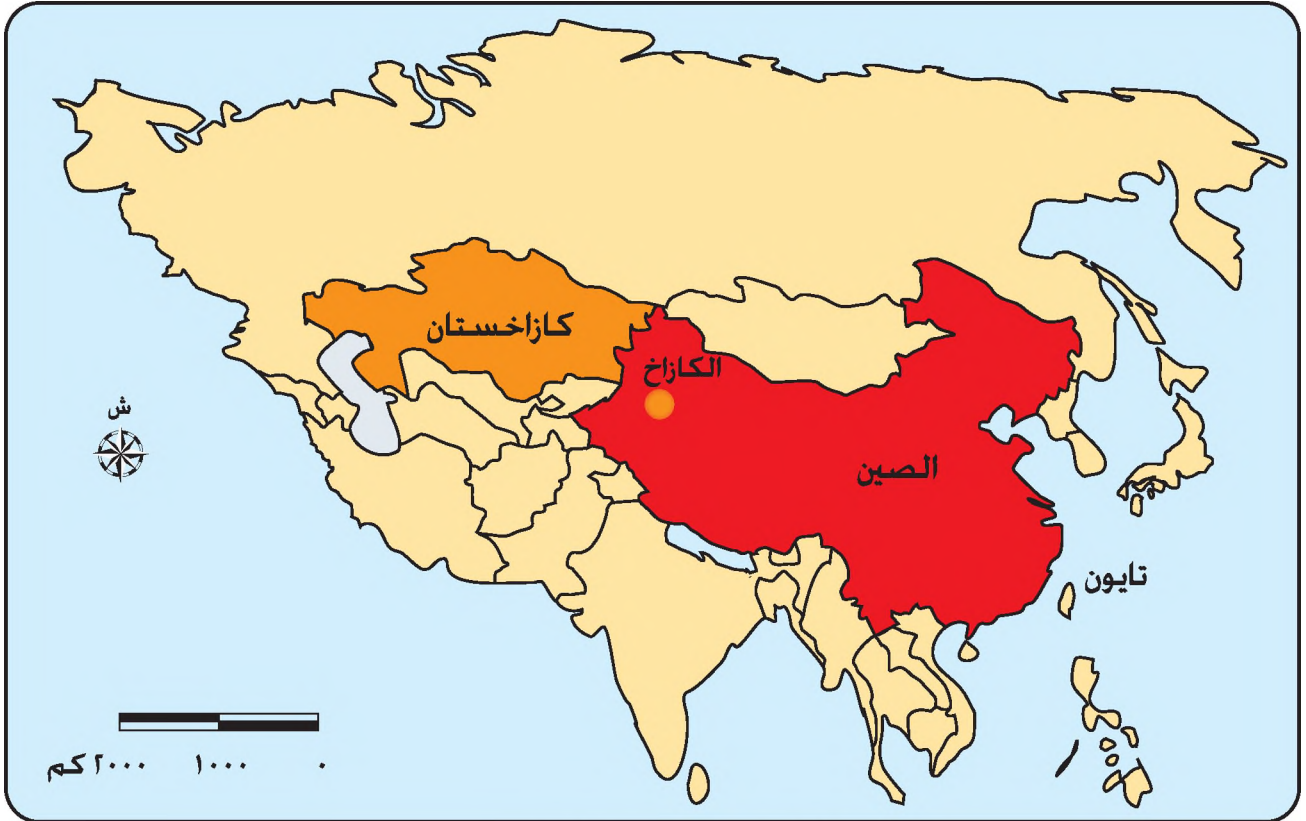 كازاخستان
الكازاخ
ش
الصين
تايون
٠ ١٠٠٠ ٢٠٠٠ كم